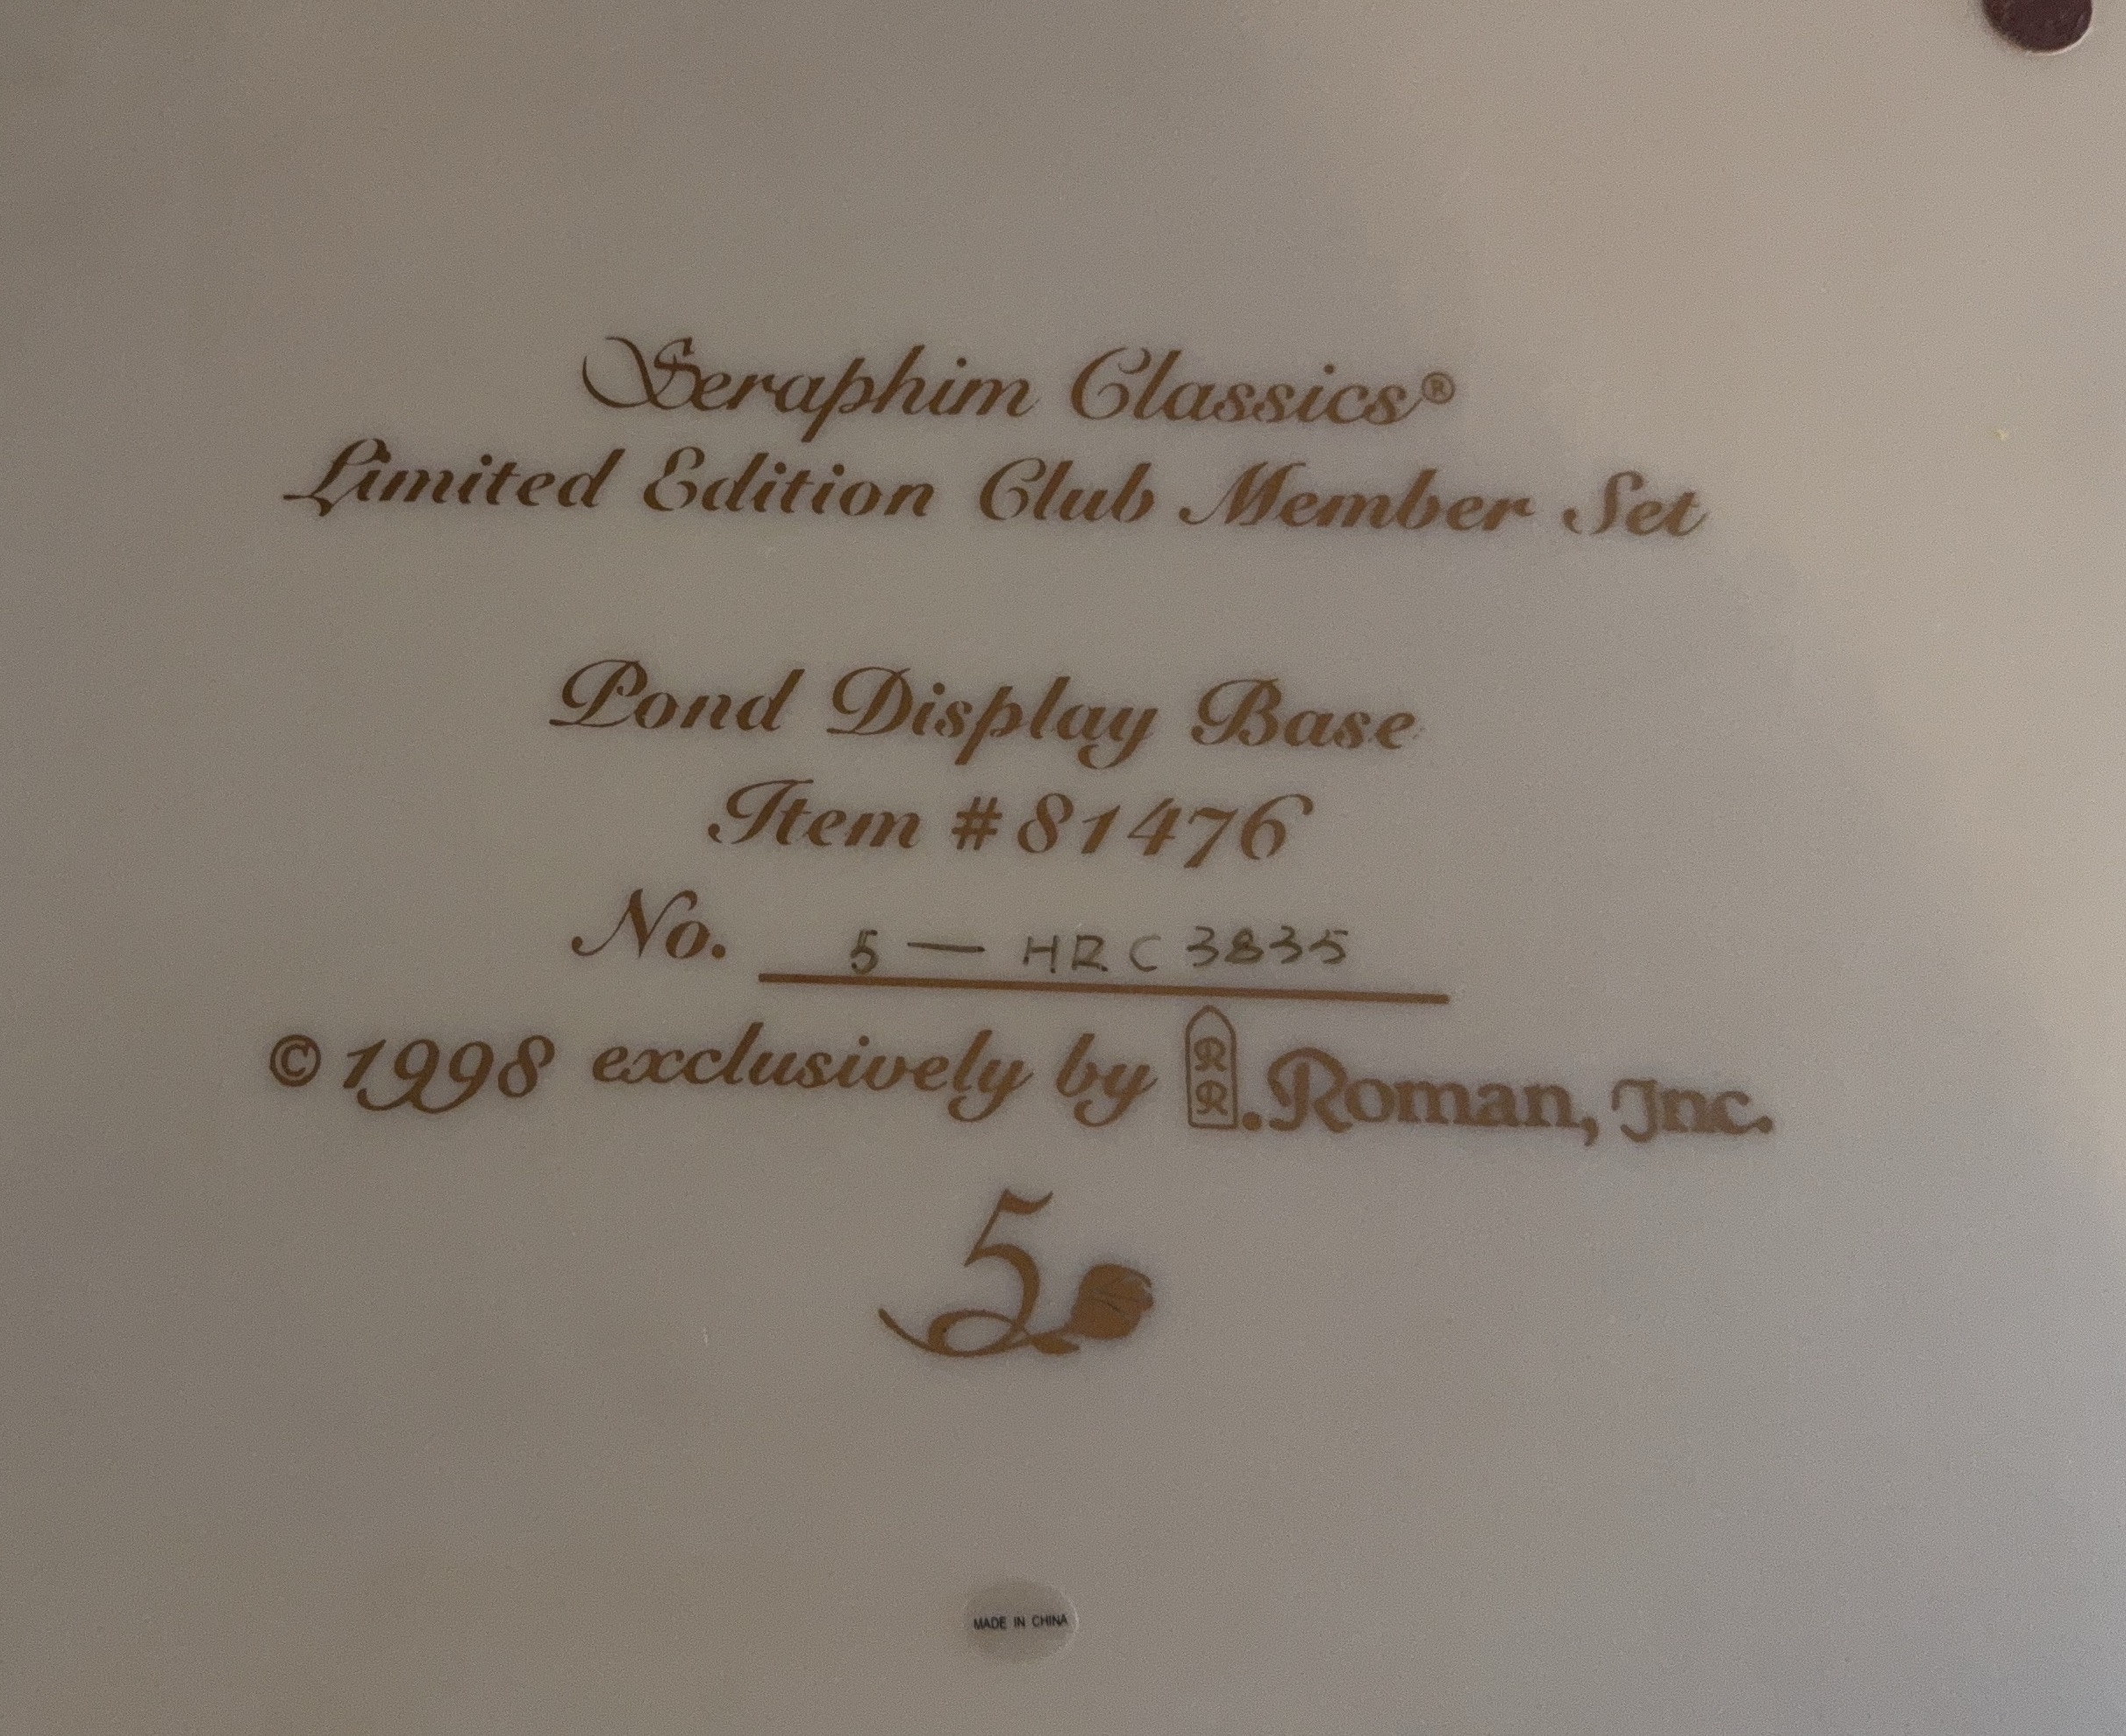 Seraphim Classics®
Limited Edition Club Member Set
Pond Display Base
Item #81476
No. 5 — HRC 3835
©1998 exclusively by RR.Roman, Inc.
5
MADE IN CHINA